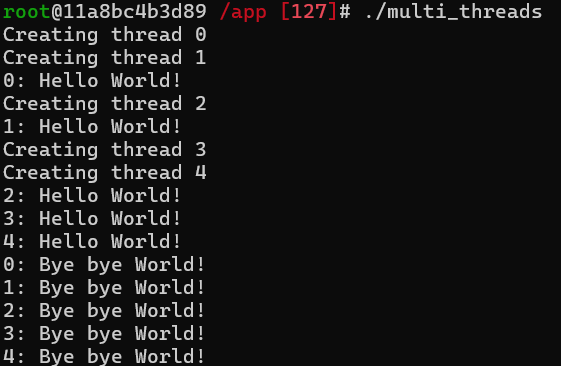 root@11a8bc4b3d89 /app [127]# ./multi_threads
Creating thread 0
Creating thread 1
0: Hello World!
Creating thread 2
1: Hello World!
Creating thread 3
Creating thread 4
2: Hello World!
3: Hello World!
4: Hello World!
0: Bye bye World!
1: Bye bye World!
2: Bye bye World!
3: Bye bye World!
4: Bye bye World!